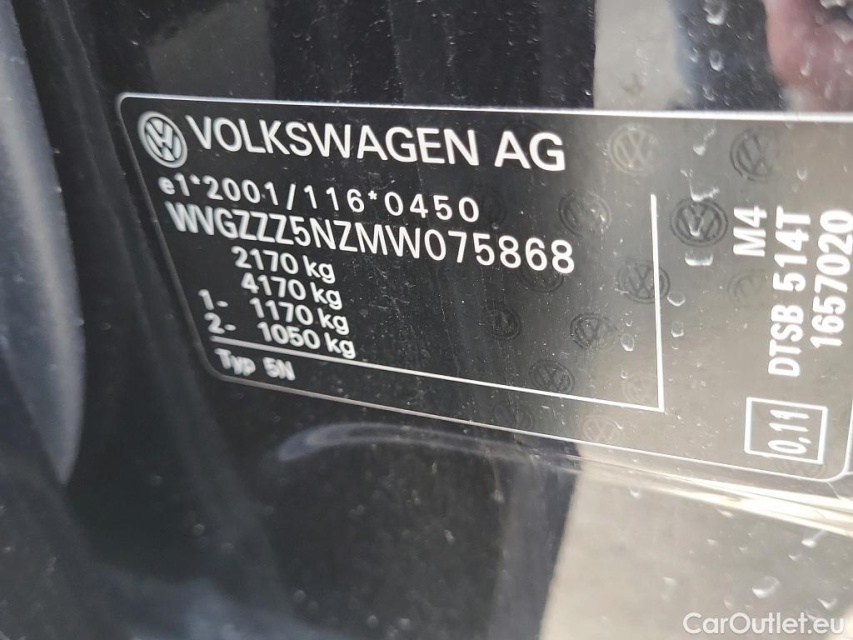 VOLKSWAGEN AG
e1*2001/116*0450
WVGZZZ5NZMW075868
2170 kg
4170 kg
1- 1170 kg
2- 1050 kg
Typ 5N
M4
DTSB 514T
1657020
0,11
CarOutlet.eu